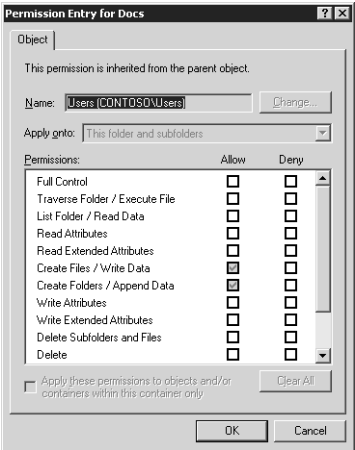 Permission Entry for Docs
Object
This permission is inherited from the parent object.
Name: Users (CONTOSO\Users) Change...
Apply onto: This folder and subfolders
Permissions: Allow Deny
Full Control
Traverse Folder / Execute File
List Folder / Read Data
Read Attributes
Read Extended Attributes
Create Files / Write Data
Create Folders / Append Data
Write Attributes
Write Extended Attributes
Delete Subfolders and Files
Delete
Apply these permissions to objects and/or
containers within this container only
Clear All
OK Cancel